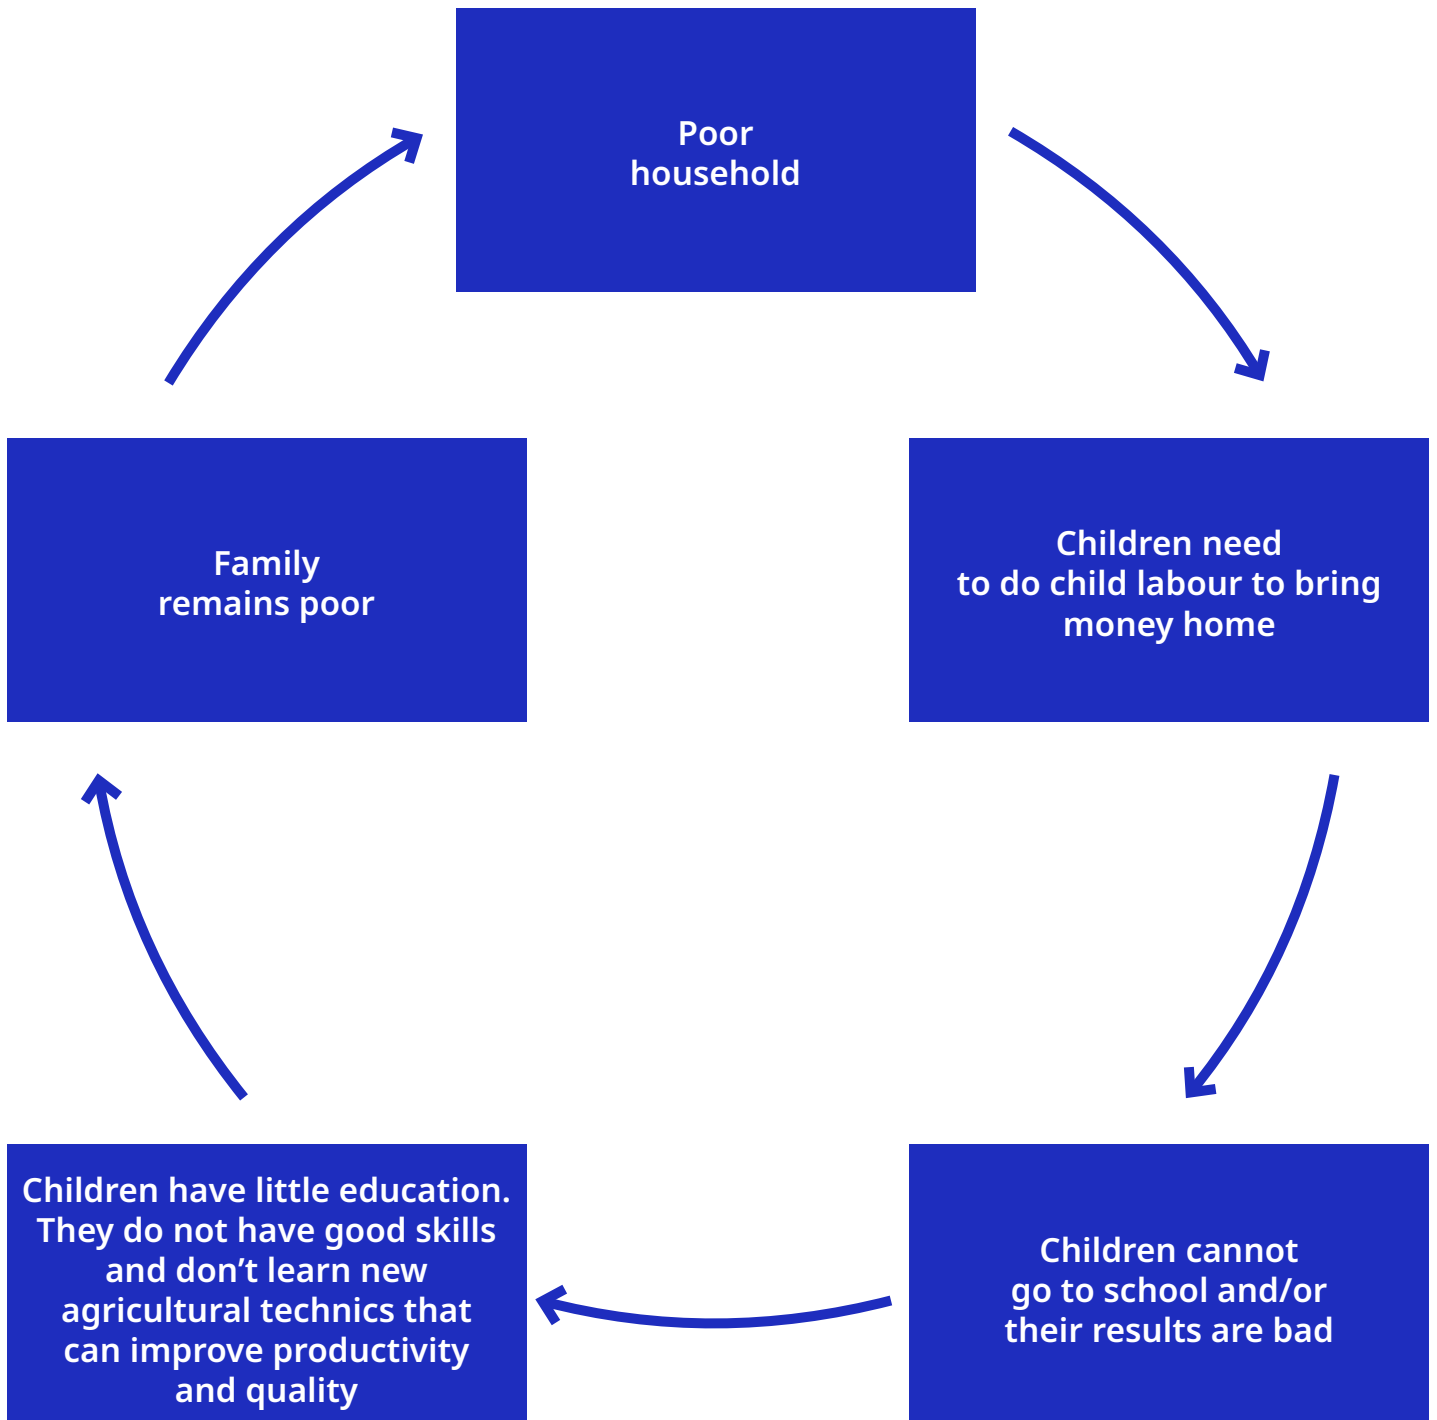 Poor
household
Children need
to do child labour to bring
money home
Children cannot
go to school and/or
their results are bad
Children have little education.
They do not have good skills
and don’t learn new
agricultural technics that
can improve productivity
and quality
Family
remains poor